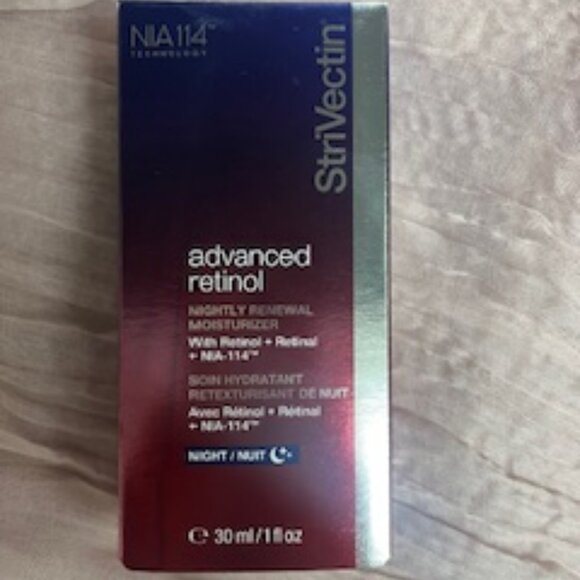 NIA114™
TECHNOLOGY
StriVectin
advanced
retinol
NIGHTLY RENEWAL
MOISTURIZER
With Retinol + Retinal
+ NIA-114™
SOIN HYDRATANT
RETEXTURISANT DE NUIT
Avec Rétinol + Rétinal
+ NIA-114™
NIGHT / NUIT
℮ 30 ml / 1 fl oz